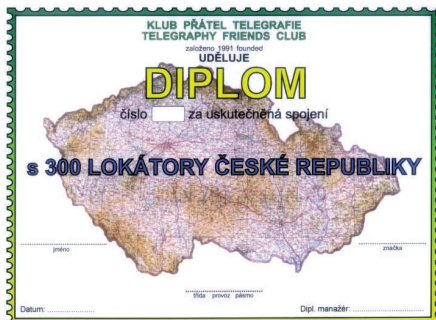 KLUB PŘÁTEL TELEGRAFIE
TELEGRAPHY FRIENDS CLUB
založeno 1991 founded
UDĚLUJE
DIPLOM
číslo za uskutečněná spojení
s 300 LOKÁTORY ČESKÉ REPUBLIKY
jméno
značka
třída provoz pásmo
Datum: ....................
Dipl. manažér: ....................